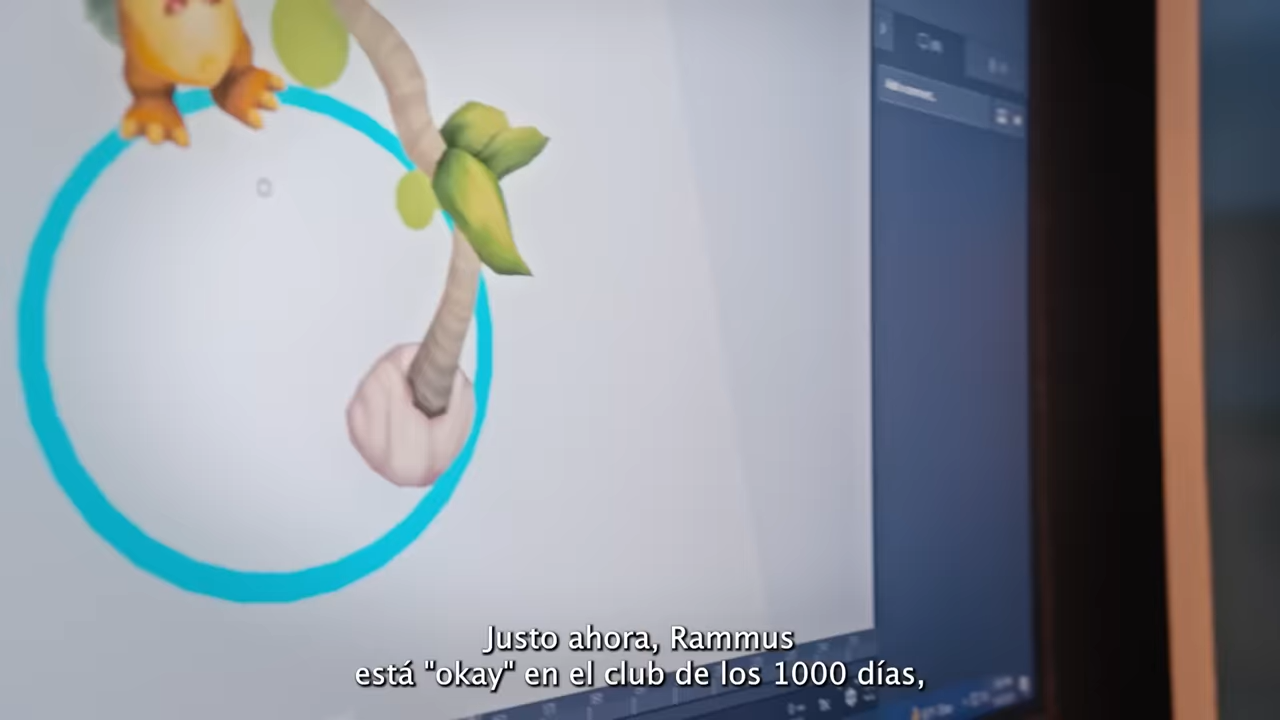 Justo ahora, Rammus
está "okay" en el club de los 1000 días,